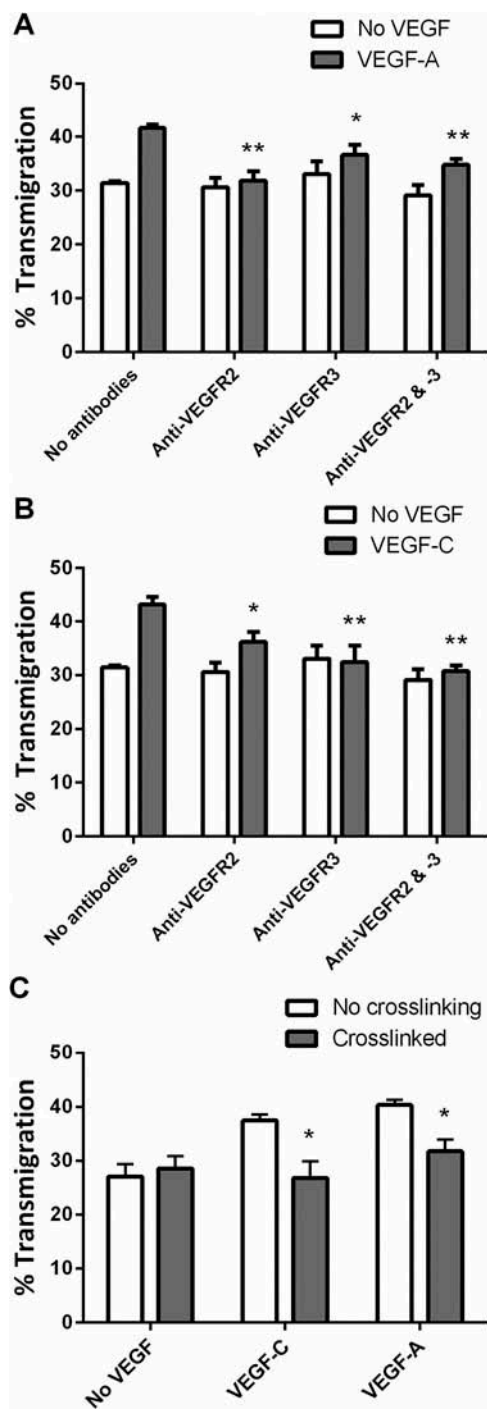 A
No VEGF
VEGF-A
% Transmigration
50
40
30
20
10
0
**
*
**
No antibodies
Anti-VEGFR2
Anti-VEGFR3
Anti-VEGFR2 & -3
B
No VEGF
VEGF-C
% Transmigration
50
40
30
20
10
0
*
**
**
No antibodies
Anti-VEGFR2
Anti-VEGFR3
Anti-VEGFR2 & -3
C
No crosslinking
Crosslinked
% Transmigration
50
40
30
20
10
0
*
*
No VEGF
VEGF-C
VEGF-A